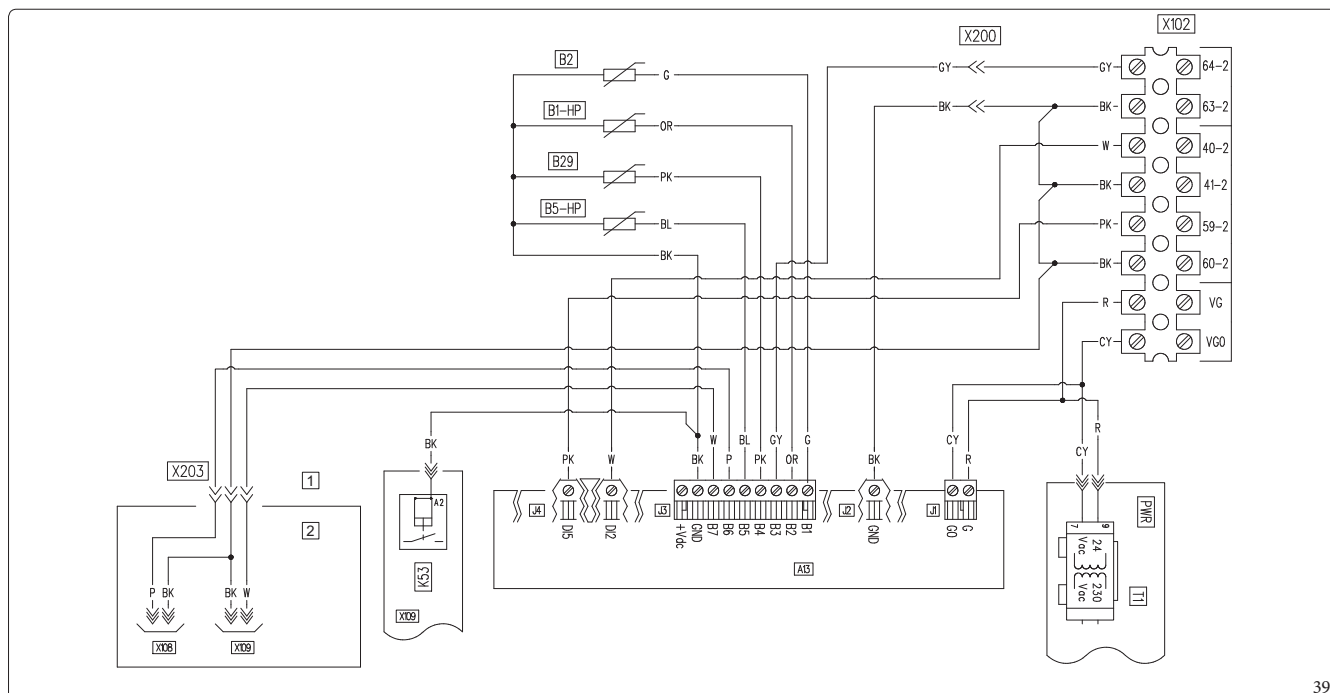 X200
X102
B2
G
GY
GY
64-2
B1-HP
OR
BK
BK
63-2
W
40-2
B29
PK
BK
41-2
B5-HP
BL
PK
59-2
BK
BK
60-2
R
VG
CY
VG0
BK
W
BL
GY
G
CY
R
PK
W
BK
P
PK
OR
BK
CY
R
X203
1
2
A2
K53
X109
J4
DI5
DI2
J3
+Vdc
GND
B7
B6
B5
B4
B3
B2
B1
J2
GND
J1
G0
G
A13
PWR
7
9
24
Vac
230
Vac
T1
P
BK
BK
W
X108
X109
39